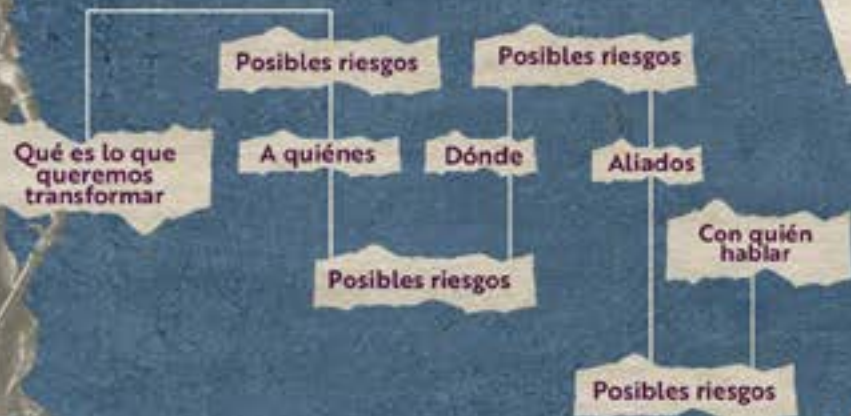 Posibles riesgos
Posibles riesgos
Qué es lo que
queremos
transformar
A quiénes
Dónde
Aliados
Con quién
hablar
Posibles riesgos
Posibles riesgos